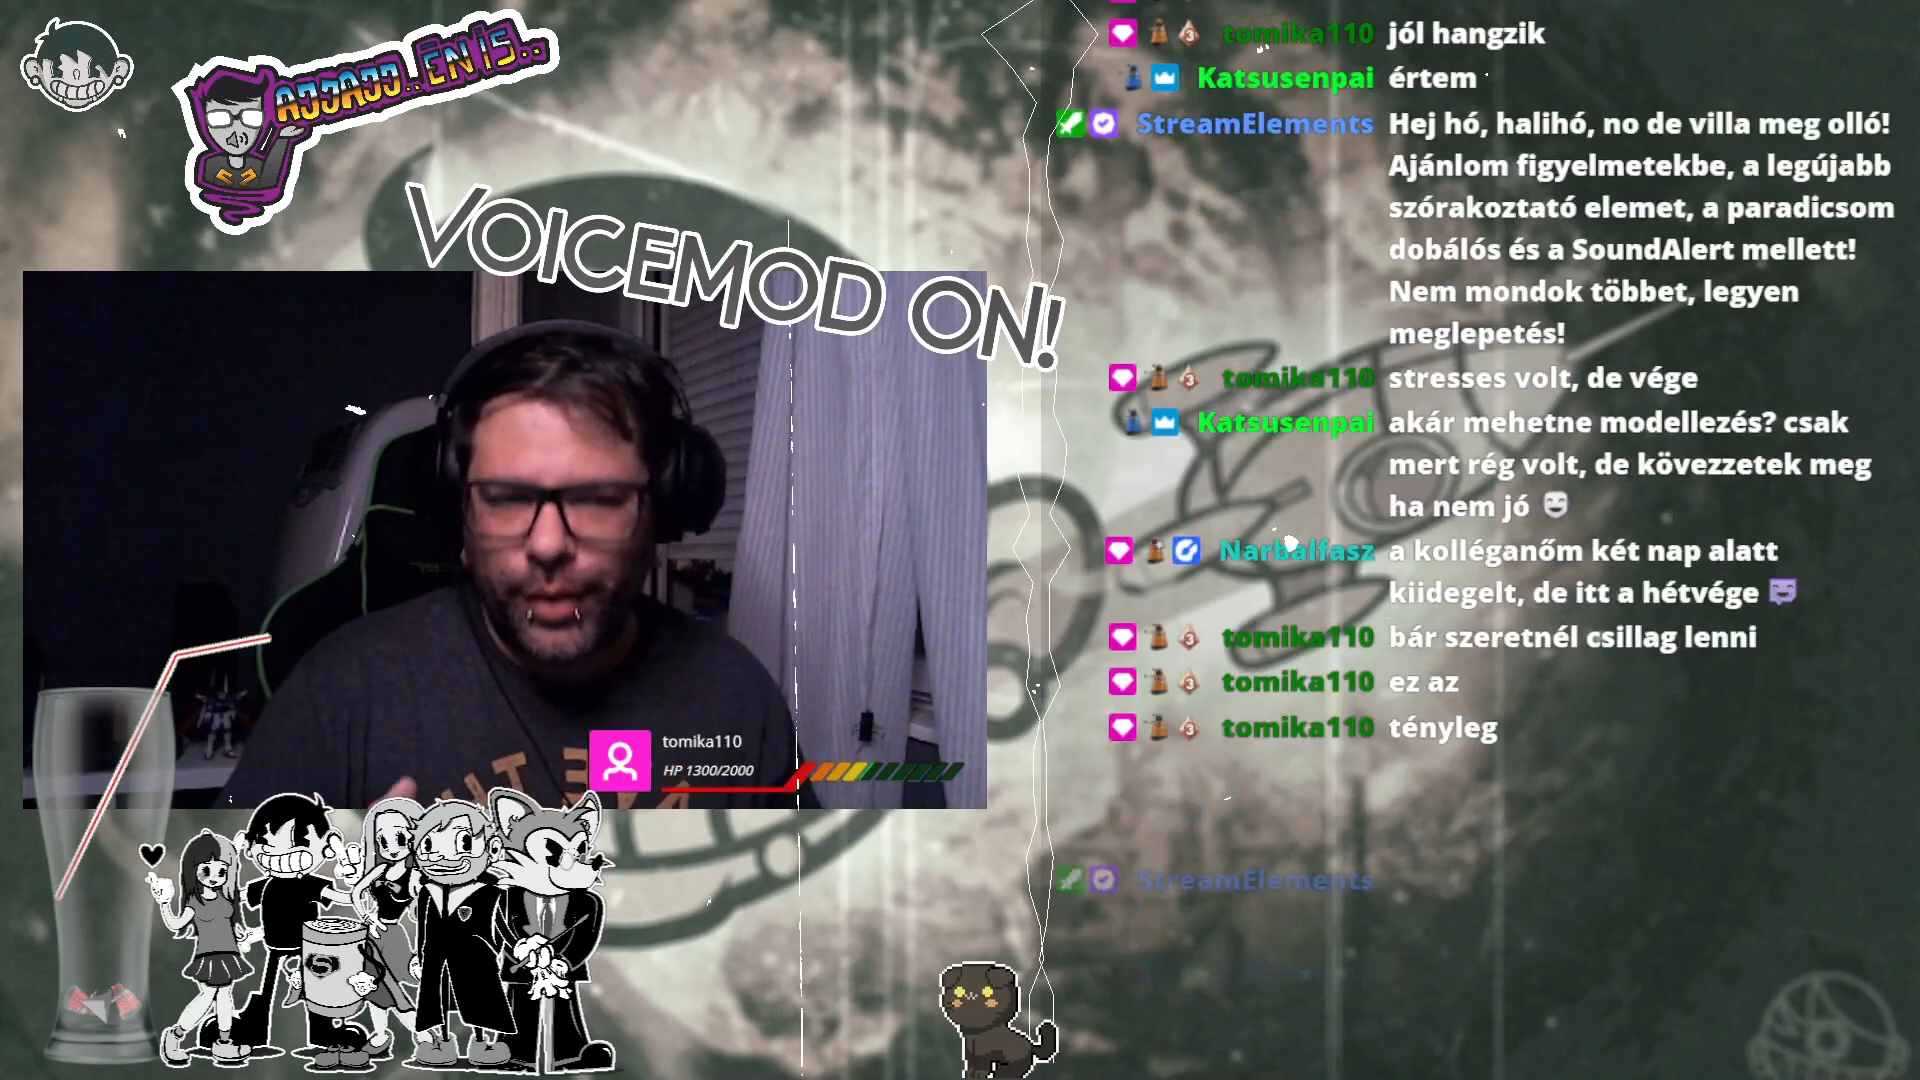 AJJAJJ..ÉN IS..
VOICEMOD ON!
tomika110
HP 1300/2000
tomika110 jól hangzik
Katsusenpai értem
StreamElements Hej hó, halihó, no de villa meg olló!
Ajánlom figyelmetekbe, a legújabb
szórakoztató elemet, a paradicsom
dobálós és a SoundAlert mellett!
Nem mondok többet, legyen
meglepetés!
tomika110 stresses volt, de vége
Katsusenpai akár mehetne modellezés? csak
mert rég volt, de kövezzetek meg
ha nem jó
Narbalfasz a kolléganőm két nap alatt
kiidegelt, de itt a hétvége
tomika110 bár szeretnél csillag lenni
tomika110 ez az
tomika110 tényleg
StreamElements